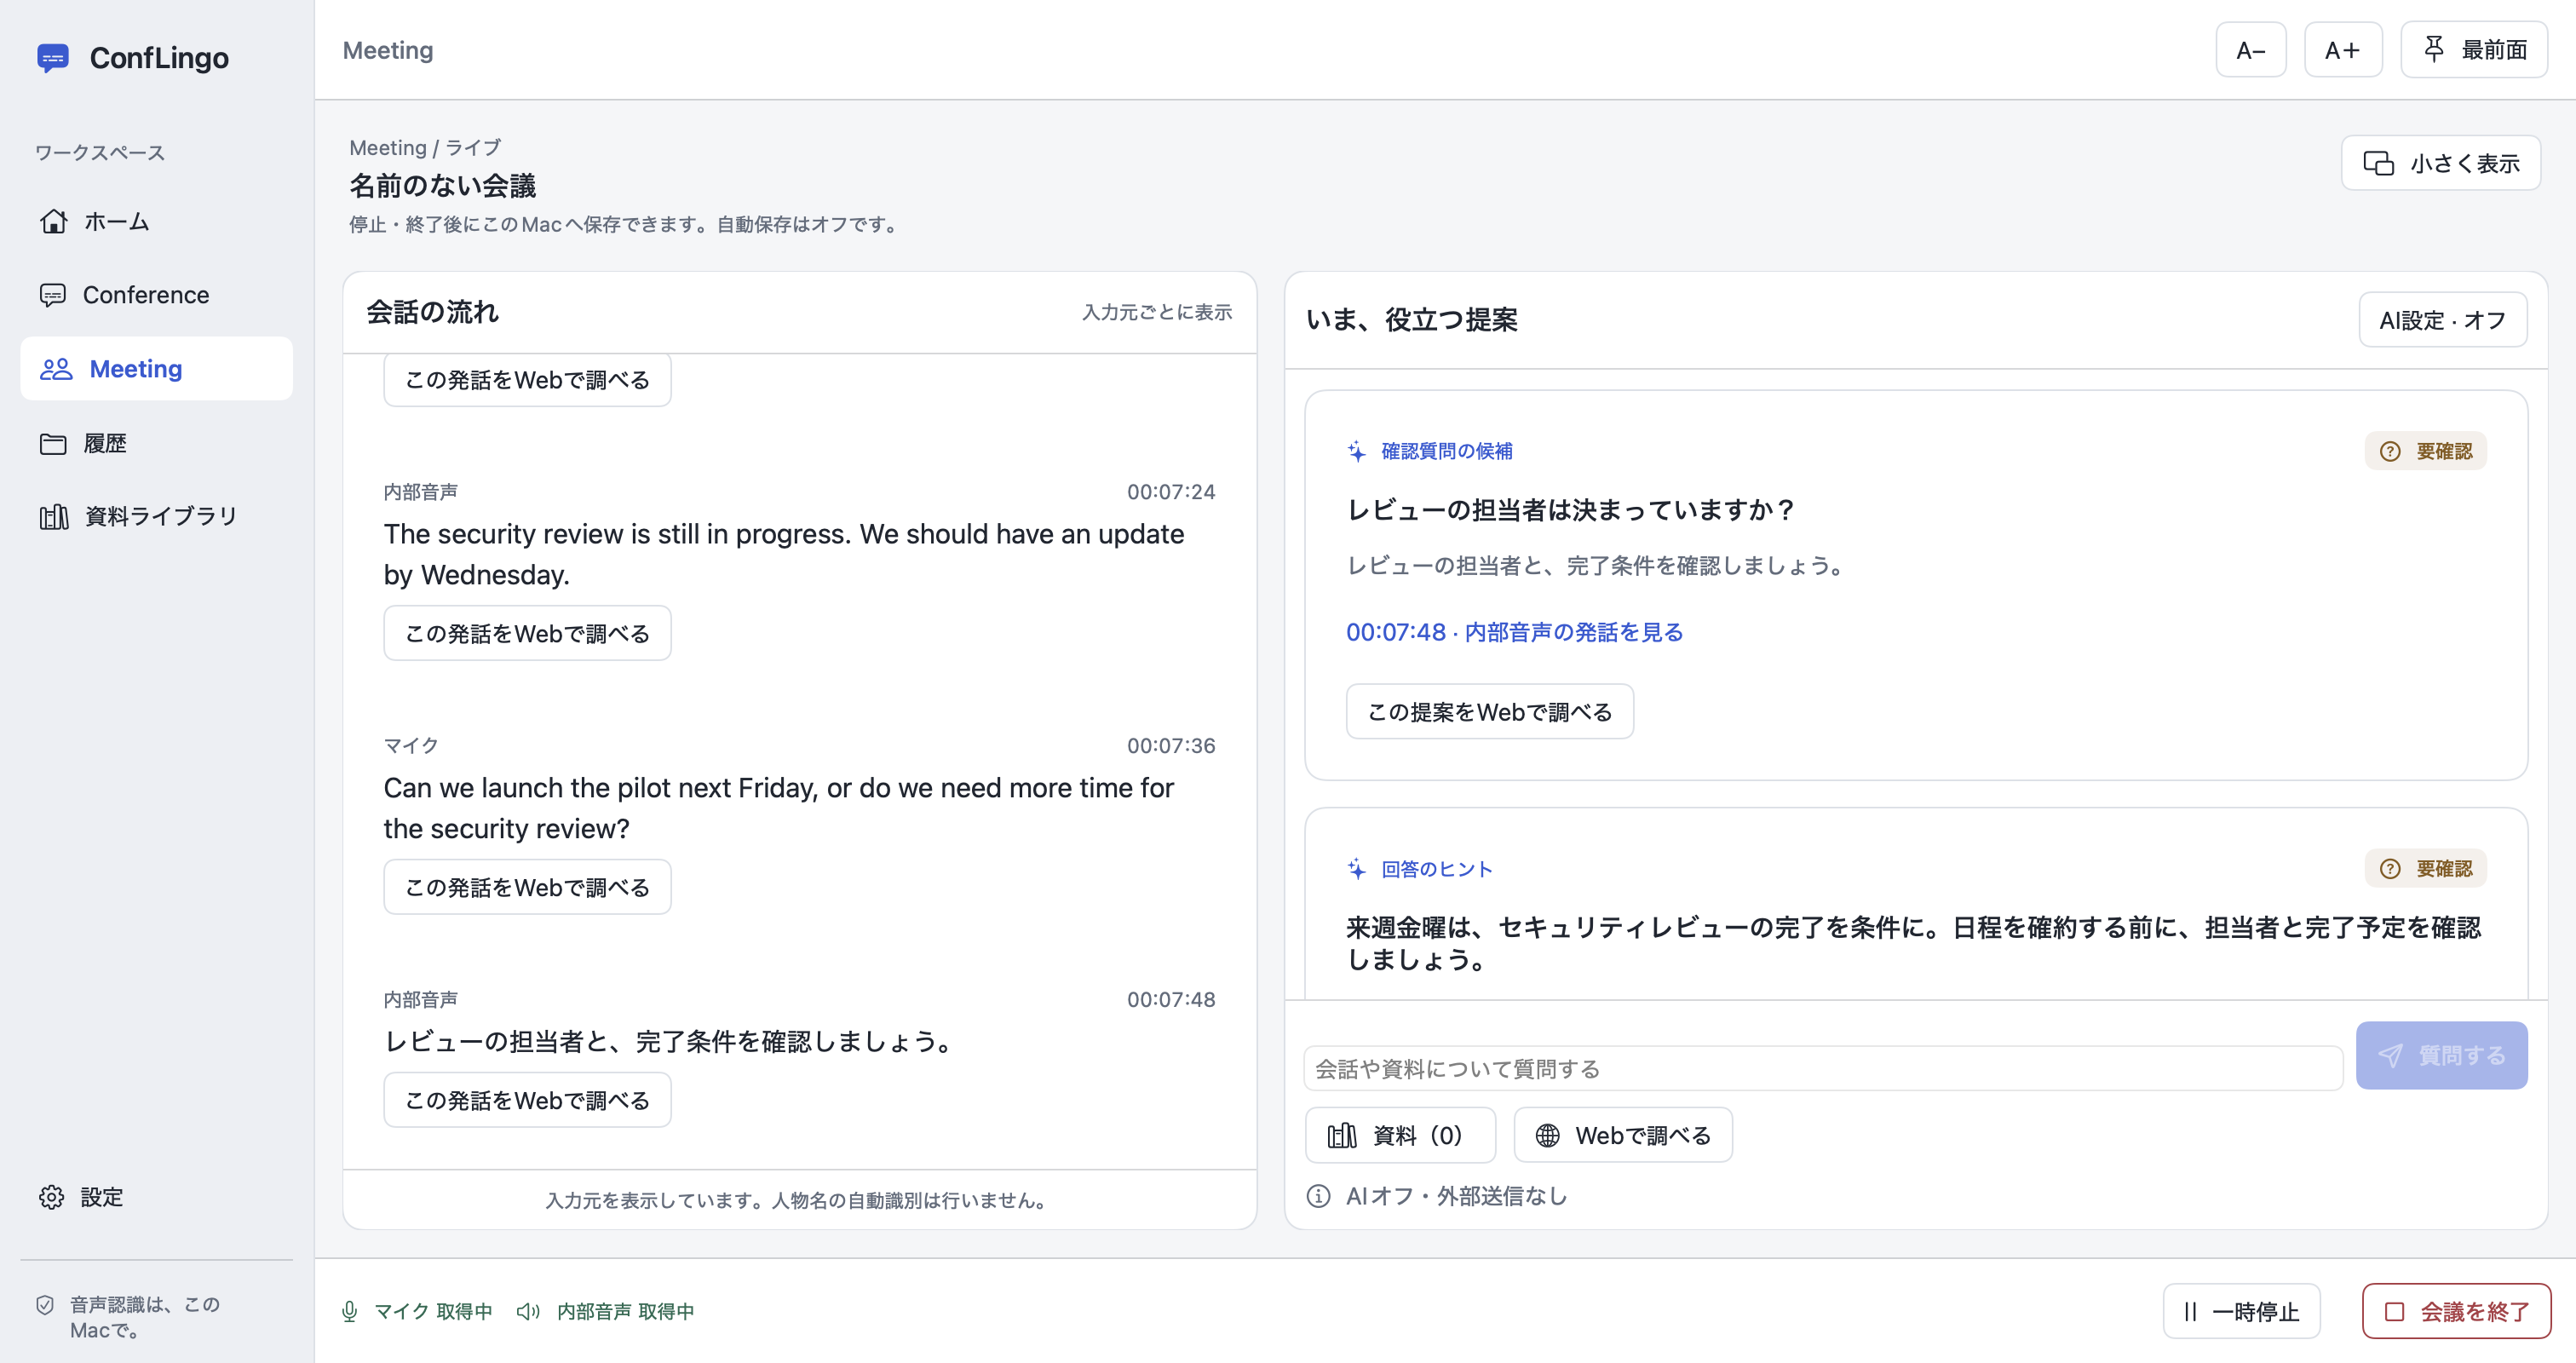 ConfLingo
ワークスペース
ホーム
Conference
Meeting
履歴
資料ライブラリ
設定
音声認識は、この
Macで。
Meeting
A−
A+
最前面
Meeting / ライブ
名前のない会議
停止・終了後にこのMacへ保存できます。自動保存はオフです。
小さく表示
会話の流れ
入力元ごとに表示
この発話をWebで調べる
内部音声
00:07:24
The security review is still in progress. We should have an update
by Wednesday.
この発話をWebで調べる
マイク
00:07:36
Can we launch the pilot next Friday, or do we need more time for
the security review?
この発話をWebで調べる
内部音声
00:07:48
レビューの担当者と、完了条件を確認しましょう。
この発話をWebで調べる
入力元を表示しています。人物名の自動識別は行いません。
いま、役立つ提案
AI設定 · オフ
確認質問の候補
要確認
レビューの担当者は決まっていますか？
レビューの担当者と、完了条件を確認しましょう。
00:07:48 · 内部音声の発話を見る
この提案をWebで調べる
回答のヒント
要確認
来週金曜は、セキュリティレビューの完了を条件に。日程を確約する前に、担当者と完了予定を確認
しましょう。
会話や資料について質問する
質問する
資料（0）
Webで調べる
AIオフ・外部送信なし
マイク 取得中
内部音声 取得中
一時停止
会議を終了